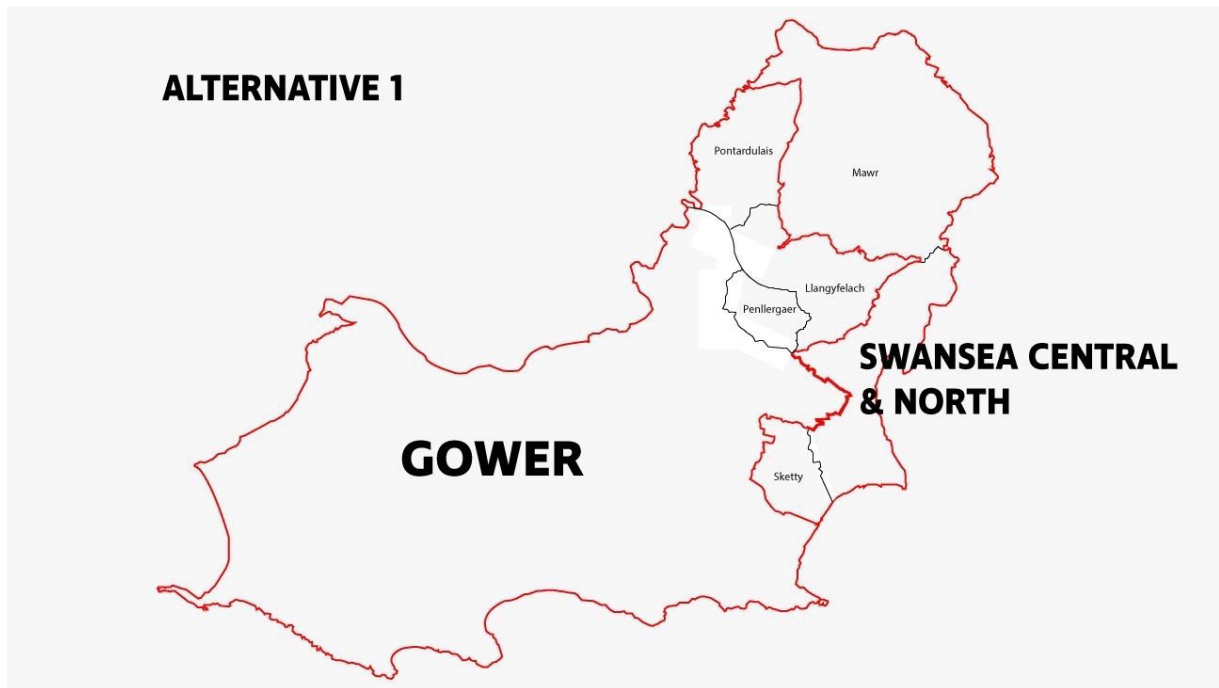 ALTERNATIVE 1
Pontardulais
Mawr
Llangyfelach
Penllergaer
SWANSEA CENTRAL
& NORTH
GOWER
Sketty